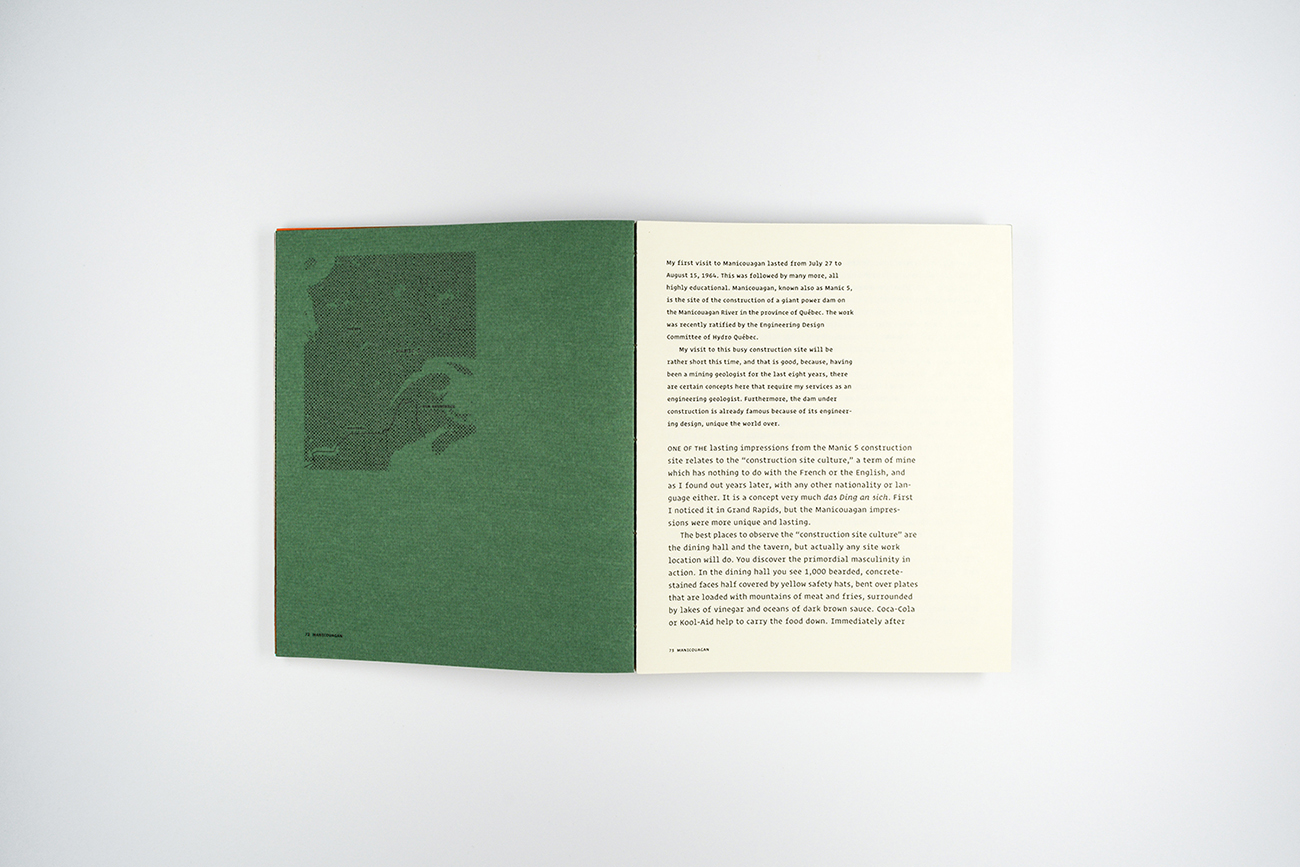 MANICOUAGAN
My first visit to Manicouagan lasted from July 27 to
August 15, 1964. This was followed by many more, all
highly educational. Manicouagan, known also as Manic 5,
is the site of the construction of a giant power dam on
the Manicouagan River in the province of Québec. The work
was recently ratified by the Engineering Design
Committee of Hydro Québec.
My visit to this busy construction site will be
rather short this time, and that is good, because, having
been a mining geologist for the last eight years, there
are certain concepts here that require my services as an
engineering geologist. Furthermore, the dam under
construction is already famous because of its engineer-
ing design, unique the world over.
ONE OF THE lasting impressions from the Manic 5 construction
site relates to the “construction site culture,” a term of mine
which has nothing to do with the French or the English, and
as I found out years later, with any other nationality or lan-
guage either. It is a concept very much das Ding an sich. First
I noticed it in Grand Rapids, but the Manicouagan impres-
sions were more unique and lasting.
The best places to observe the “construction site culture” are
the dining hall and the tavern, but actually any site work
location will do. You discover the primordial masculinity in
action. In the dining hall you see 1,000 bearded, concrete-
stained faces half covered by yellow safety hats, bent over plates
that are loaded with mountains of meat and fries, surrounded
by lakes of vinegar and oceans of dark brown sauce. Coca-Cola
or Kool-Aid help to carry the food down. Immediately after
73 MANICOUAGAN